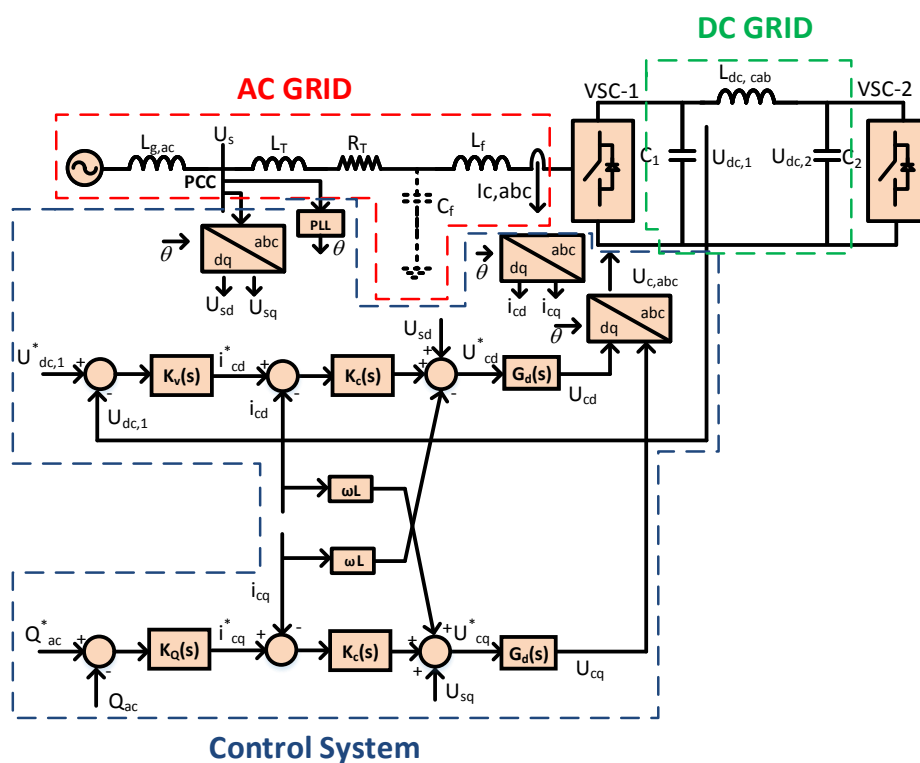 DC GRID
AC GRID
VSC-1
L_dc, cab
VSC-2
U_s
L_g,ac
L_T
R_T
L_f
C_1
U_dc,1
U_dc,2
C_2
PCC
I_c,abc
C_f
PLL
θ
θ
abc
dq
θ
abc
dq
U_sd
U_sq
i_cd
i_cq
U_c,abc
θ
abc
dq
U_sd
U*_dc,1
+
-
K_v(s)
i*_cd
+
-
K_c(s)
+
+
-
U*_cd
G_d(s)
U_cd
U_dc,1
i_cd
ωL
ωL
i_cq
Q*_ac
+
-
K_Q(s)
i*_cq
+
-
K_c(s)
+
+
+
U*_cq
G_d(s)
U_cq
Q_ac
U_sq
Control System